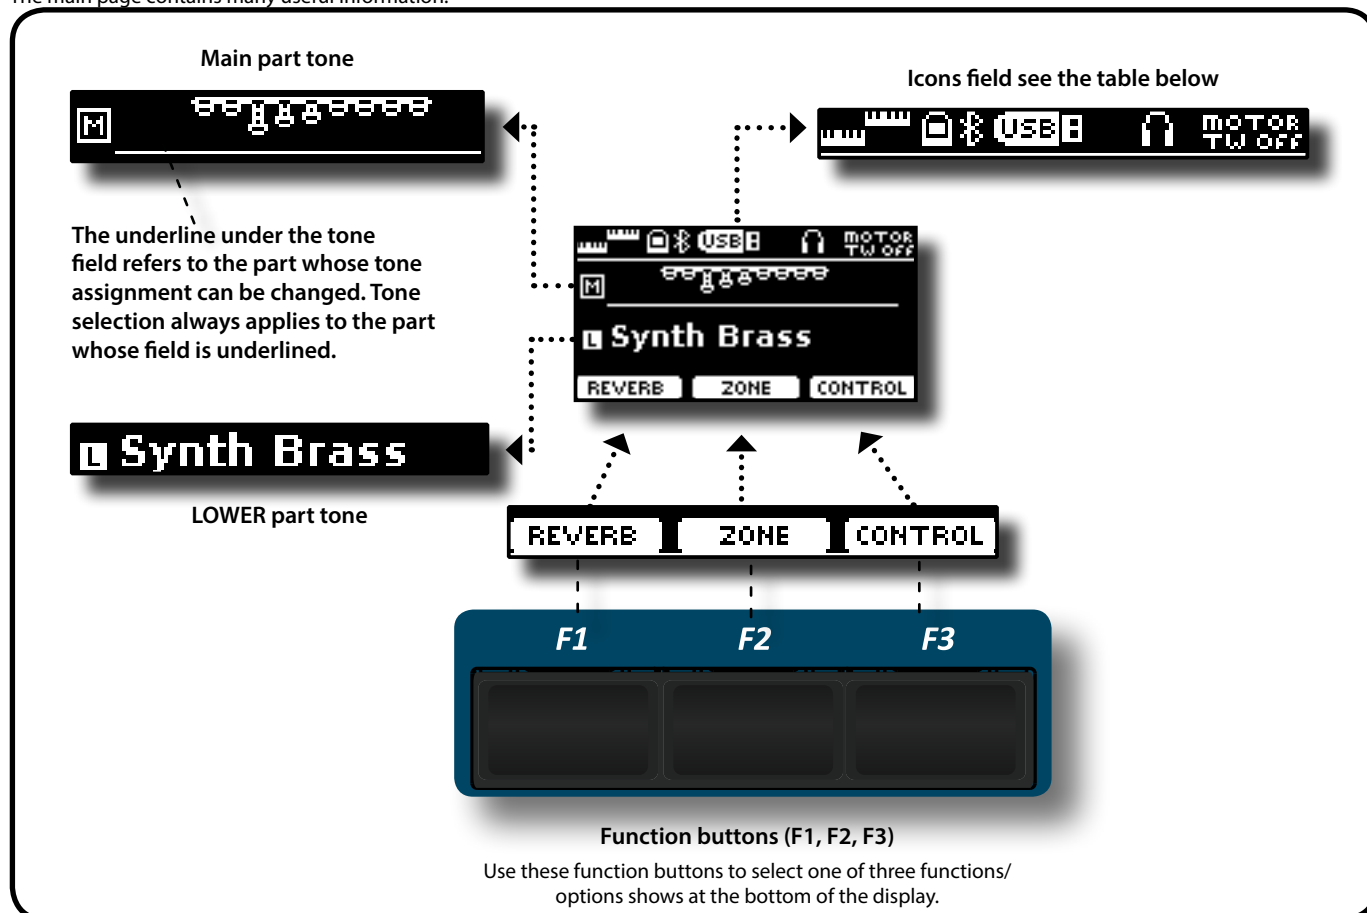 The main page contains many useful information.
Main part tone
M
Icons field see the table below
USB
MOTOR
TW OFF
The underline under the tone
field refers to the part whose tone
assignment can be changed. Tone
selection always applies to the part
whose field is underlined.
USB
MOTOR
TW OFF
M
L Synth Brass
REVERB ZONE CONTROL
L Synth Brass
LOWER part tone
REVERB ZONE CONTROL
F1 F2 F3
Function buttons (F1, F2, F3)
Use these function buttons to select one of three functions/
options shows at the bottom of the display.